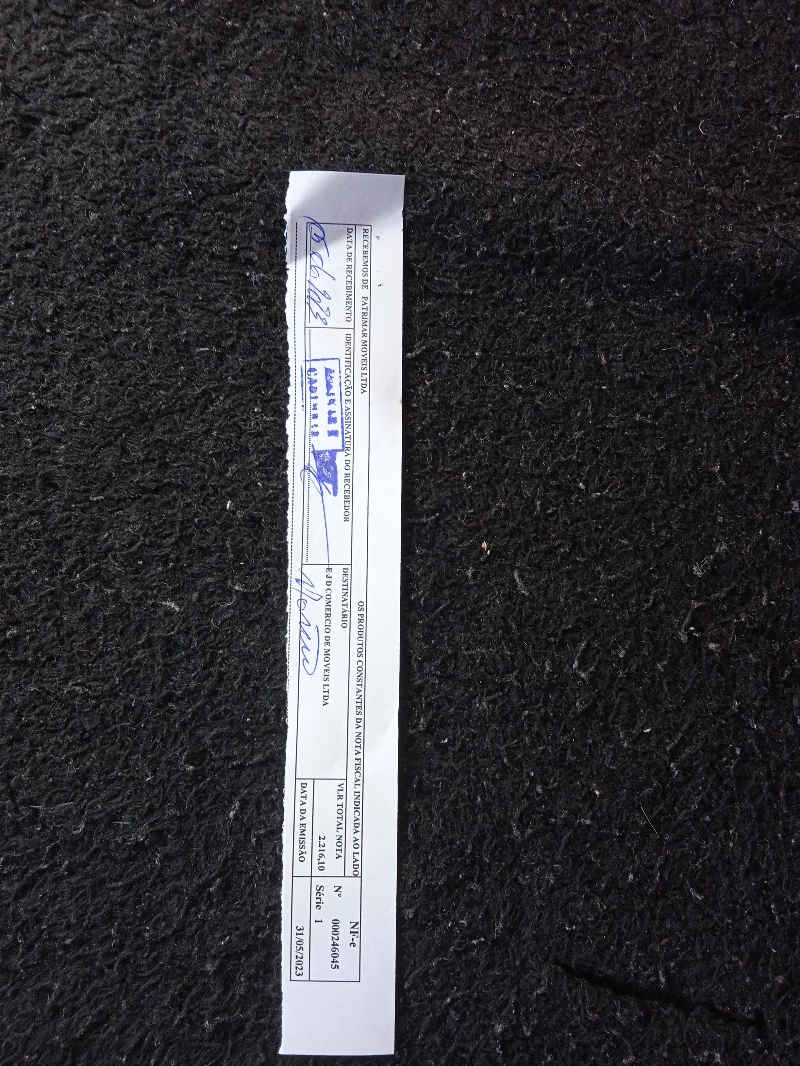 RECEBEMOS DE PATRIMAR MOVEIS LTDA OS PRODUTOS CONSTANTES DA NOTA FISCAL INDICADA AO LADO
DATA DE RECEBIMENTO
IDENTIFICAÇÃO E ASSINATURA DO RECEBEDOR
DESTINATÁRIO
E J D COMERCIO DE MOVEIS LTDA
VLR TOTAL NOTA
2.216,10
DATA DA EMISSÃO
NF-e
Nº 000246045
Série 1
31/05/2023